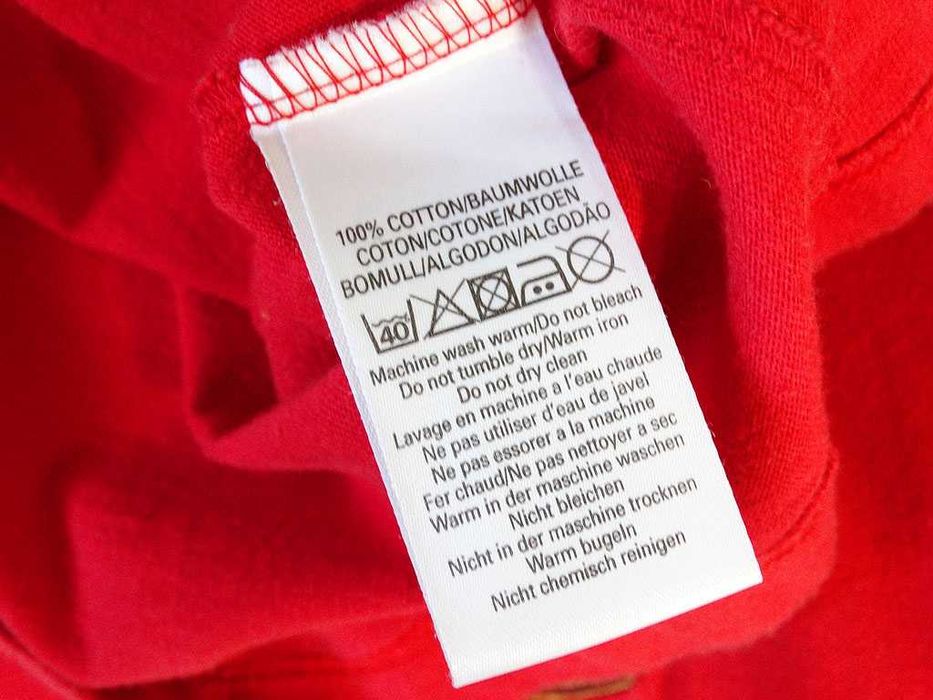 100% COTTON/BAUMWOLLE
COTON/COTONE/KATOEN
BOMULL/ALGODON/ALGODÃO
40
Machine wash warm/Do not bleach
Do not tumble dry/Warm iron
Do not dry clean
Lavage en machine a l'eau chaude
Ne pas utiliser d'eau de javel
Ne pas essorer a la machine
Fer chaud/Ne pas nettoyer a sec
Warm in der maschine waschen
Nicht bleichen
Nicht in der maschine trocknen
Warm bugeln
Nicht chemisch reinigen